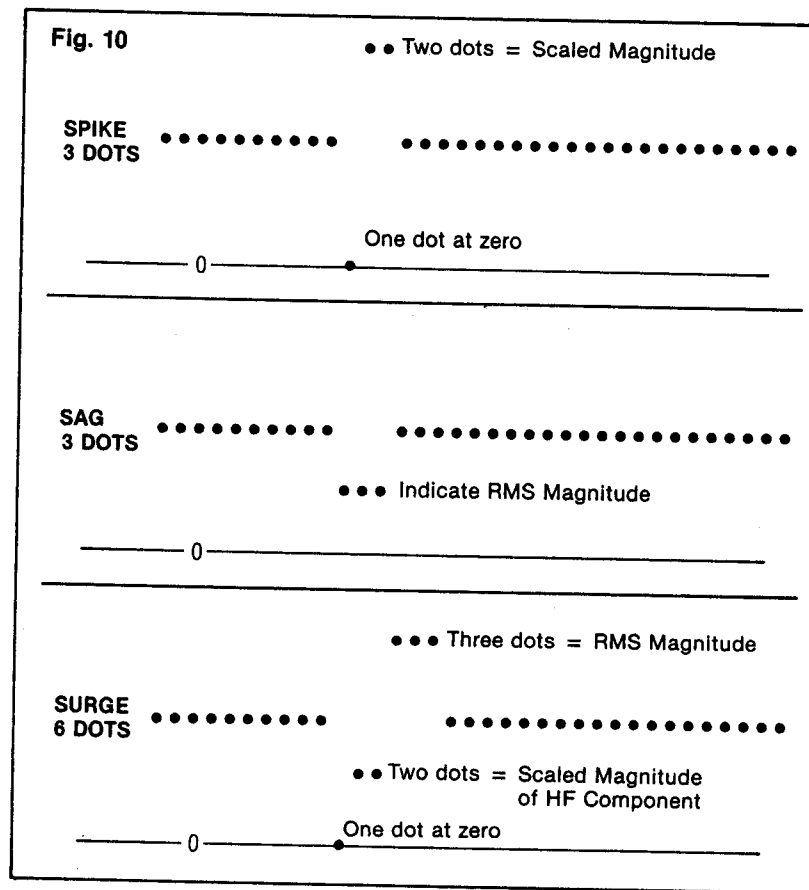 Fig. 10
Two dots = Scaled Magnitude
SPIKE
3 DOTS
One dot at zero
0
SAG
3 DOTS
Indicate RMS Magnitude
0
Three dots = RMS Magnitude
SURGE
6 DOTS
Two dots = Scaled Magnitude
of HF Component
One dot at zero
0